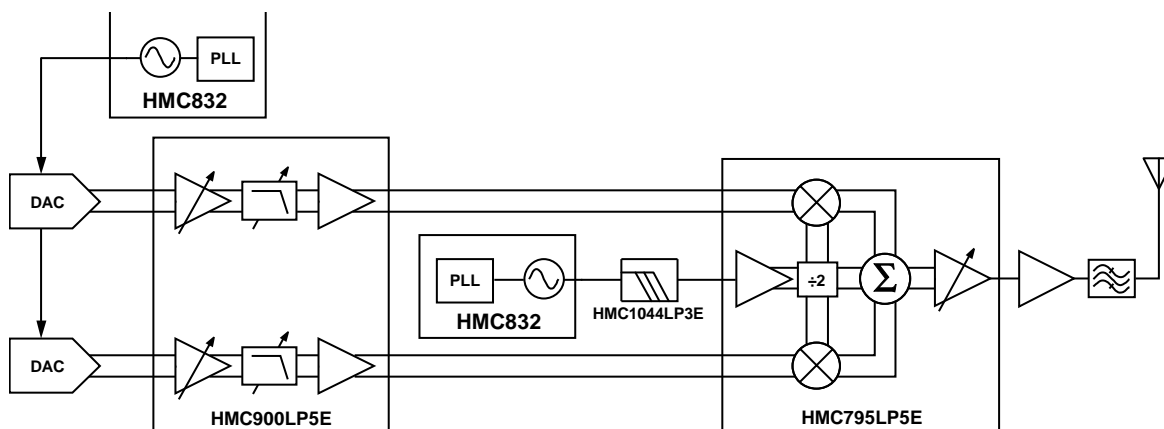 PLL
HMC832
DAC
PLL
÷2
Σ
HMC832
HMC1044LP3E
DAC
HMC900LP5E
HMC795LP5E